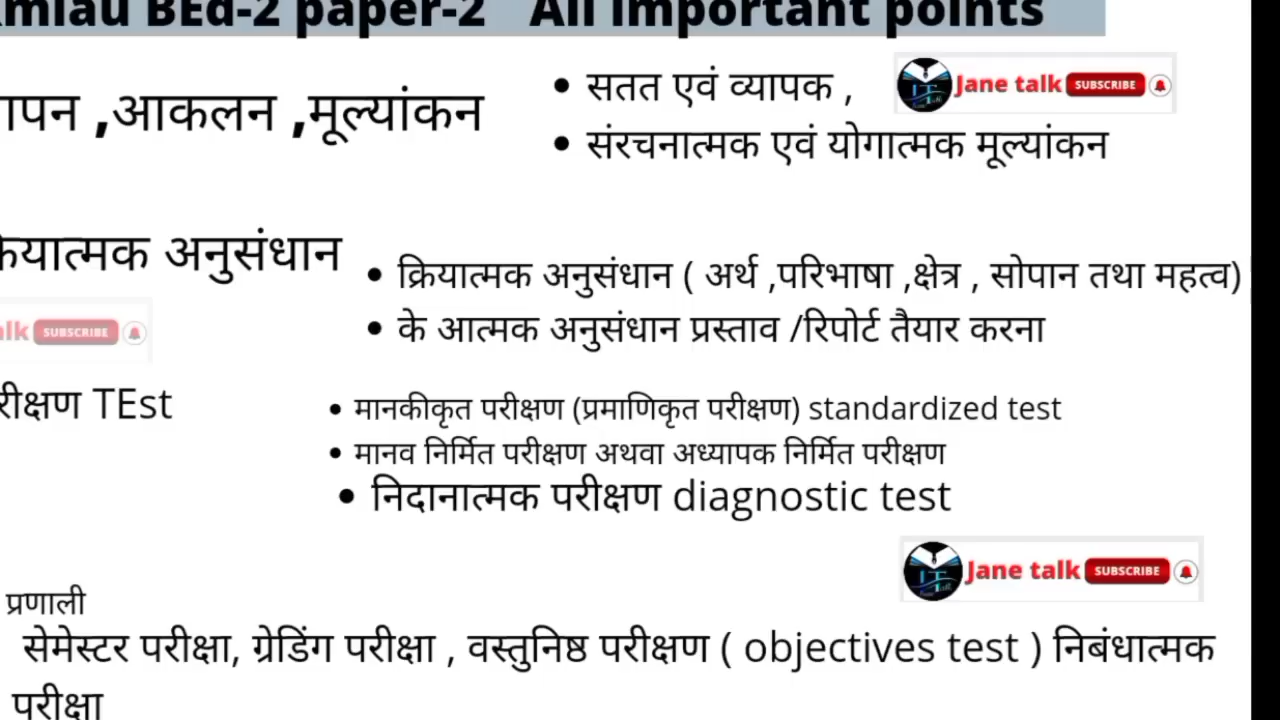 RMlau BEd-2 paper-2 All important points
सतत एवं व्यापक ,
Jane talk SUBSCRIBE
ापन ,आकलन ,मूल्यांकन
संरचनात्मक एवं योगात्मक मूल्यांकन
क्रियात्मक अनुसंधान
क्रियात्मक अनुसंधान ( अर्थ ,परिभाषा ,क्षेत्र , सोपान तथा महत्व)
के आत्मक अनुसंधान प्रस्ताव /रिपोर्ट तैयार करना
alk SUBSCRIBE
रीक्षण TEst
मानकीकृत परीक्षण (प्रमाणिकृत परीक्षण) standardized test
मानव निर्मित परीक्षण अथवा अध्यापक निर्मित परीक्षण
निदानात्मक परीक्षण diagnostic test
Jane talk SUBSCRIBE
प्रणाली
सेमेस्टर परीक्षा, ग्रेडिंग परीक्षा , वस्तुनिष्ठ परीक्षण ( objectives test ) निबंधात्मक
परीक्षा